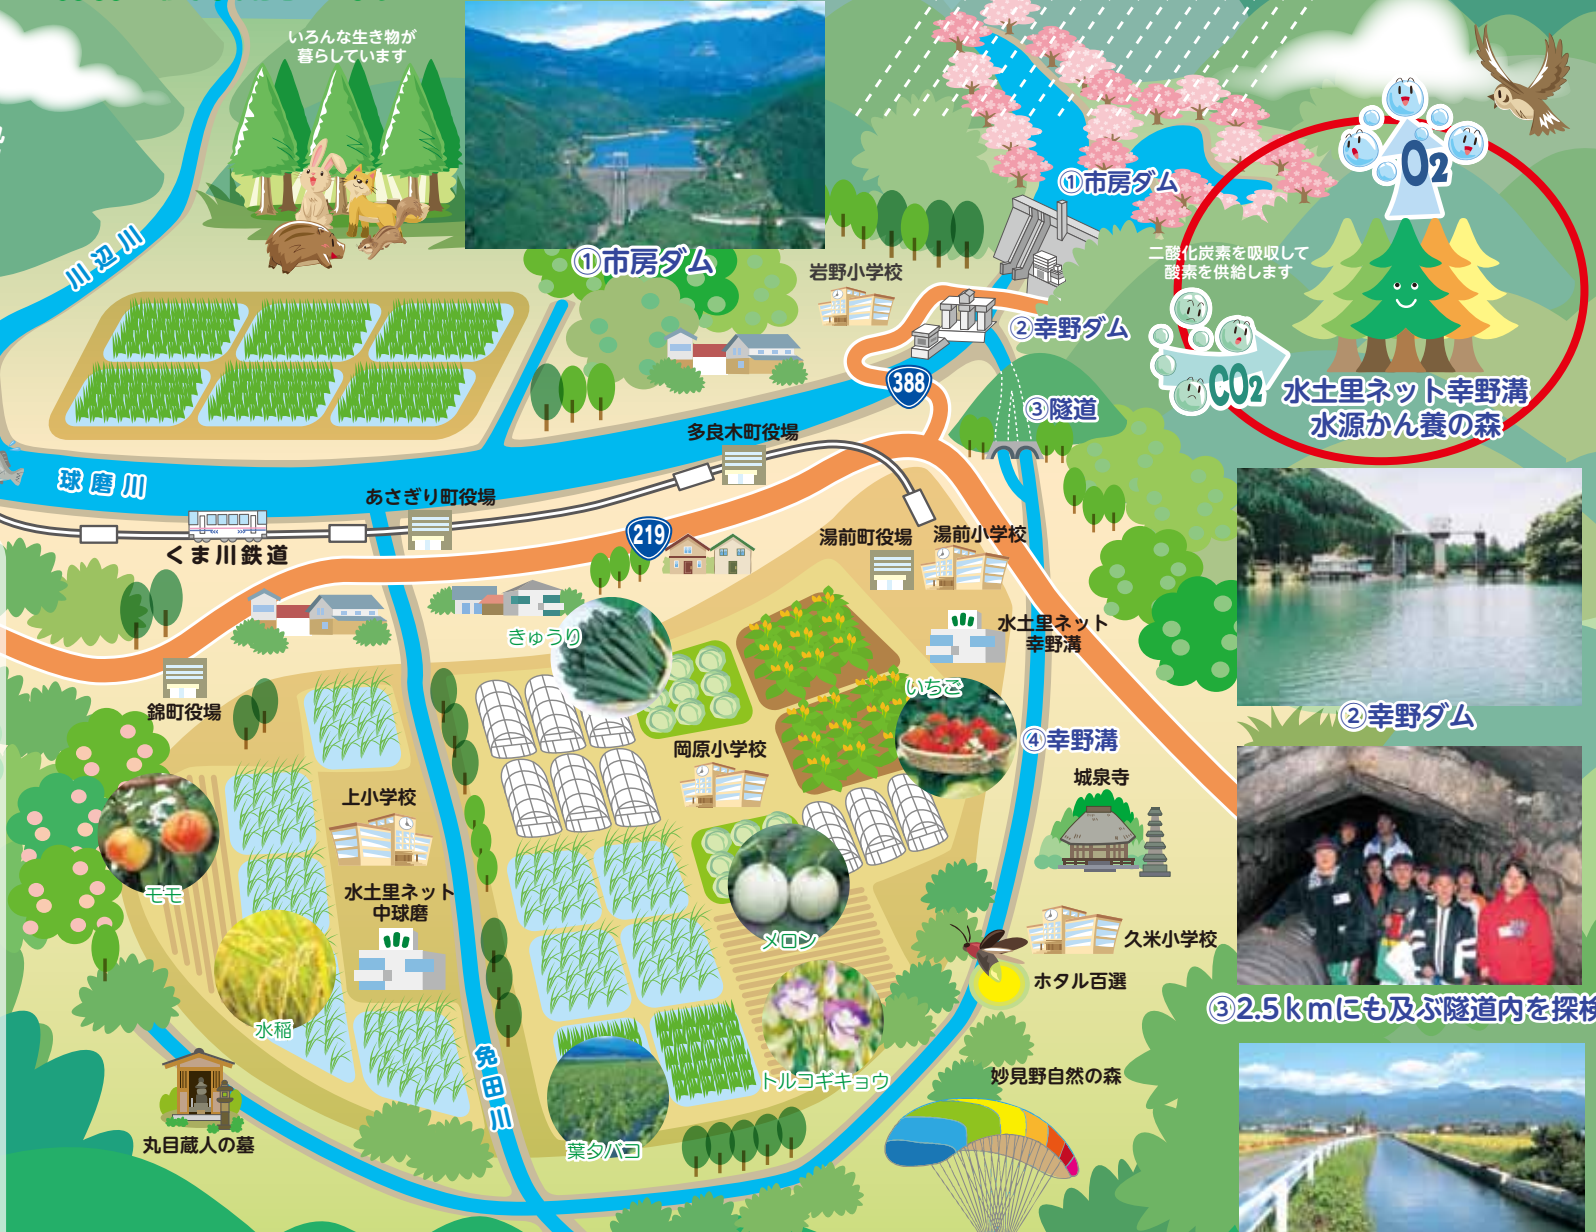 いろんな生き物が
暮らしています
①市房ダム
①市房ダム
O2
二酸化炭素を吸収して
酸素を供給します
CO2
水土里ネット幸野溝
水源かん養の森
川辺川
岩野小学校
②幸野ダム
388
③隧道
多良木町役場
球磨川
あさぎり町役場
くま川鉄道
219
湯前町役場
湯前小学校
きゅうり
水土里ネット
幸野溝
いちご
錦町役場
②幸野ダム
④幸野溝
岡原小学校
城泉寺
上小学校
モモ
水土里ネット
中球磨
メロン
久米小学校
ホタル百選
③2.5kmにも及ぶ隧道内を探検
水稲
免田川
トルコギキョウ
妙見野自然の森
丸目蔵人の墓
葉タバコ